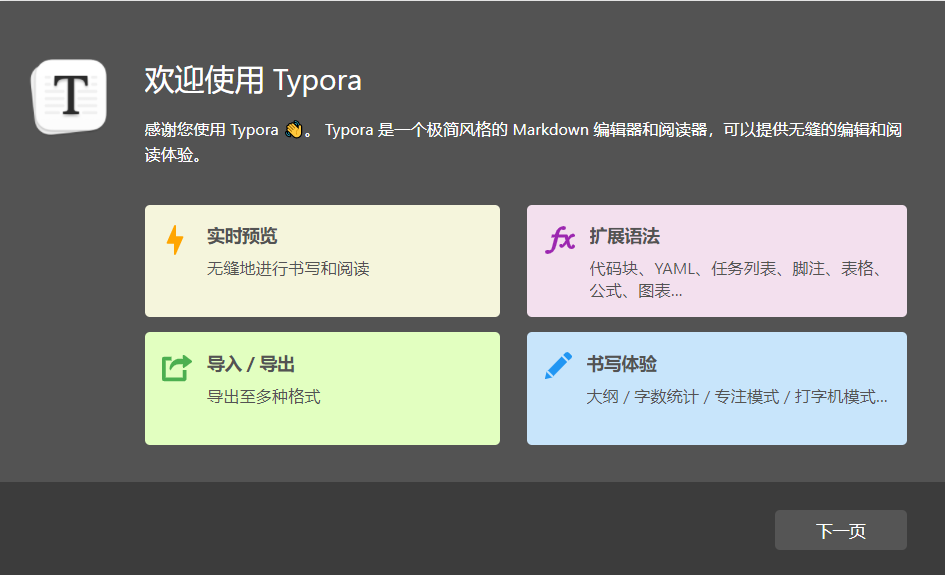 T
欢迎使用 Typora
感谢您使用 Typora 👋。 Typora 是一个极简风格的 Markdown 编辑器和阅读器，可以提供无缝的编辑和阅
读体验。
实时预览
无缝地进行书写和阅读
fx 扩展语法
代码块、YAML、任务列表、脚注、表格、
公式、图表...
导入 / 导出
导出至多种格式
书写体验
大纲 / 字数统计 / 专注模式 / 打字机模式...
下一页